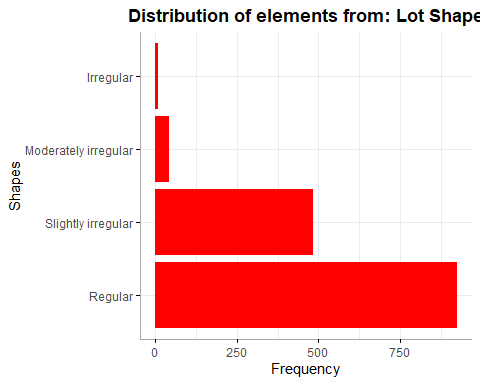 Distribution of elements from: Lot Shape
Irregular
Moderately irregular
Slightly irregular
Regular
Shapes
0 250 500 750
Frequency